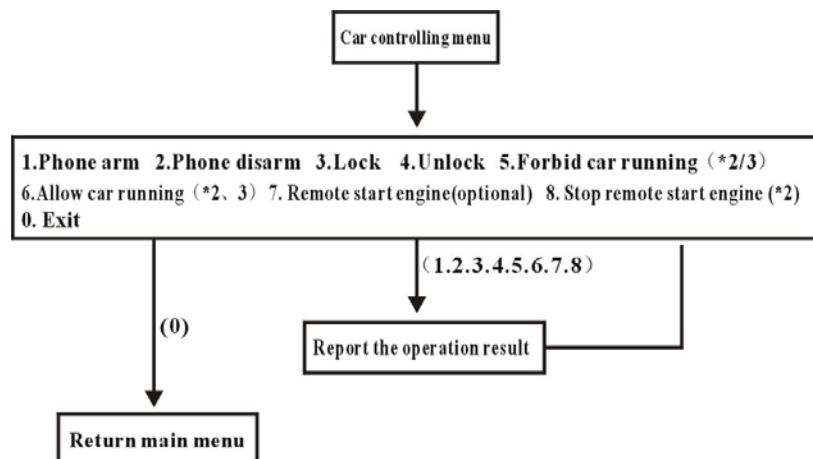 Car controlling menu
1.Phone arm 2.Phone disarm 3.Lock 4.Unlock 5.Forbid car running（*2/3）
6.Allow car running（*2、3）7. Remote start engine(optional) 8. Stop remote start engine (*2)
0. Exit
（1.2.3.4.5.6.7.8）
(0)
Report the operation result
Return main menu